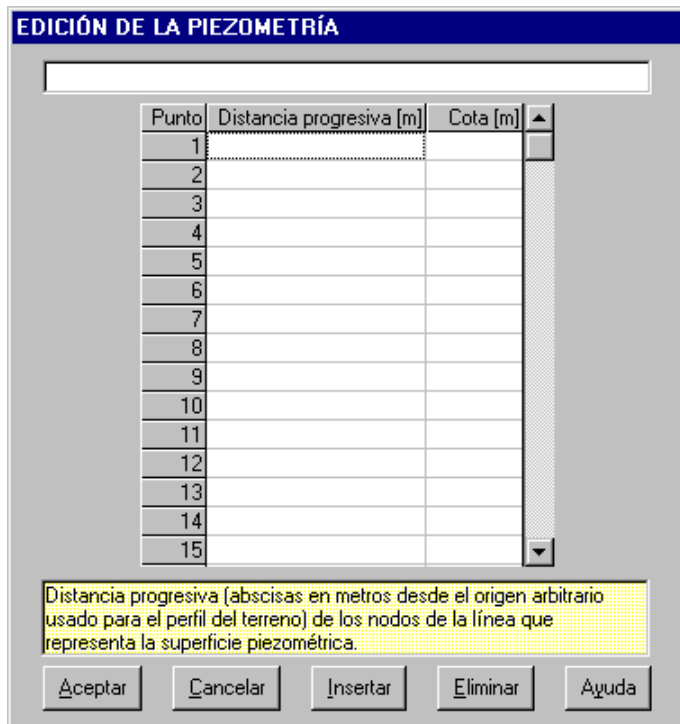 EDICIÓN DE LA PIEZOMETRÍA
Punto Distancia progresiva [m] Cota [m]
1
2
3
4
5
6
7
8
9
10
11
12
13
14
15
Distancia progresiva (abscisas en metros desde el origen arbitrario
usado para el perfil del terreno) de los nodos de la línea que
representa la superficie piezométrica.
Aceptar Cancelar Insertar Eliminar Ayuda